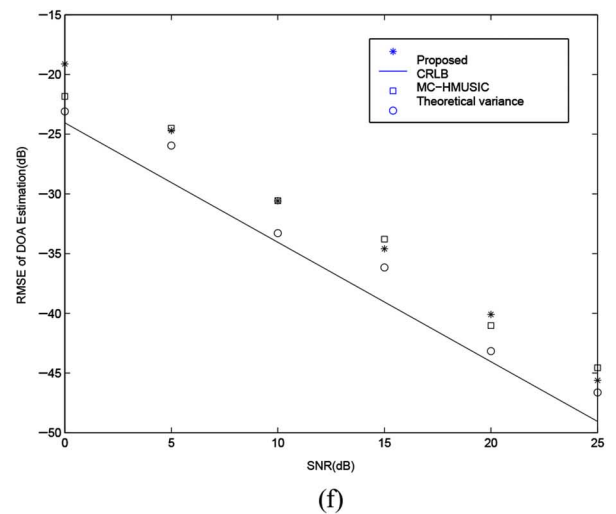 −15
−20
−25
−30
−35
−40
−45
−50
RMSE of DOA Estimation(dB)
Proposed
CRLB
MC−HMUSIC
Theoretical variance
0
5
10
15
20
25
SNR(dB)
(f)